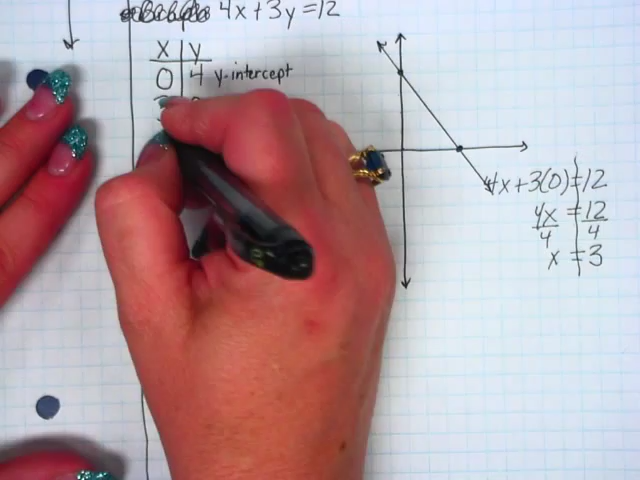 4x+3y=12
x y
0 4 y-intercept
4x+3(0)=12
4x = 12
4 4
x = 3